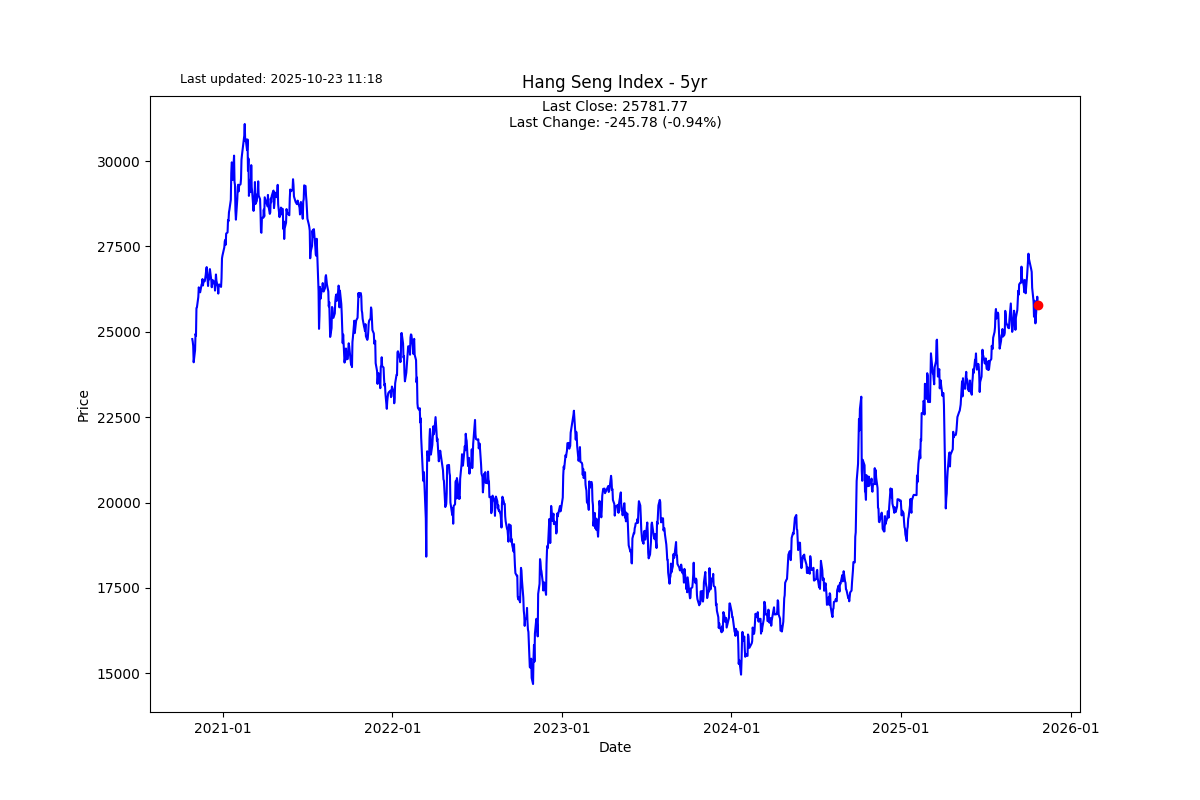 Last updated: 2025-10-23 11:18
Hang Seng Index - 5yr
Last Close: 25781.77
Last Change: -245.78 (-0.94%)
30000
27500
25000
22500
20000
17500
15000
Price
2021-01
2022-01
2023-01
2024-01
2025-01
2026-01
Date